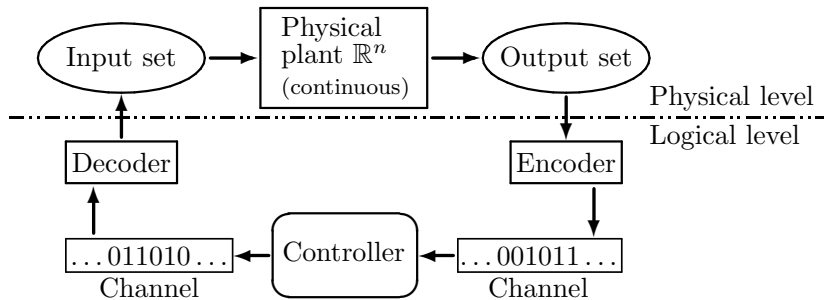 Input set
Physical
plant ℝⁿ
(continuous)
Output set
Physical level
Logical level
Decoder
Encoder
...011010...
Channel
Controller
...001011...
Channel